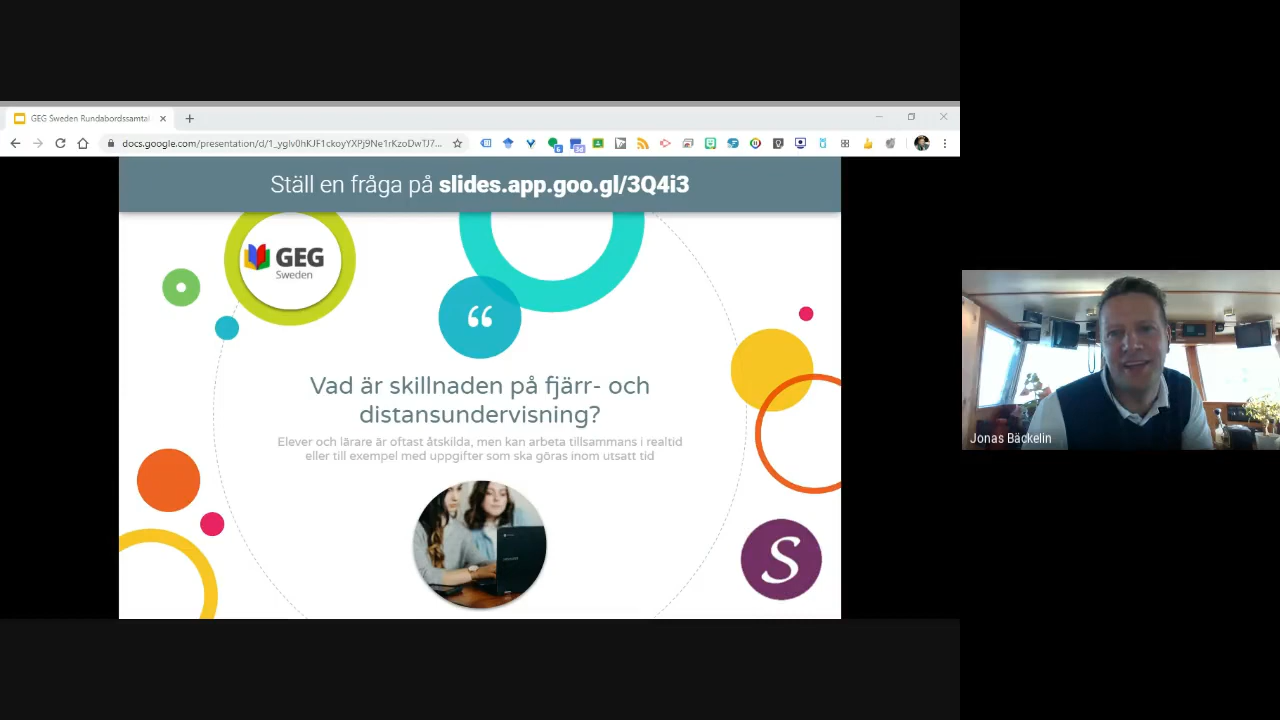 GEG Sweden Rundabordssamtal
docs.google.com/presentation/d/1_yglv0hKJF1ckoyYXPj9Ne1rKzoDwTJ7...
Ställ en fråga på slides.app.goo.gl/3Q4i3
GEG
Sweden
“
Vad är skillnaden på fjärr- och
distansundervisning?
Elever och lärare är oftast åtskilda, men kan arbeta tillsammans i realtid
eller till exempel med uppgifter som ska göras inom utsatt tid
S
Jonas Bäckelin